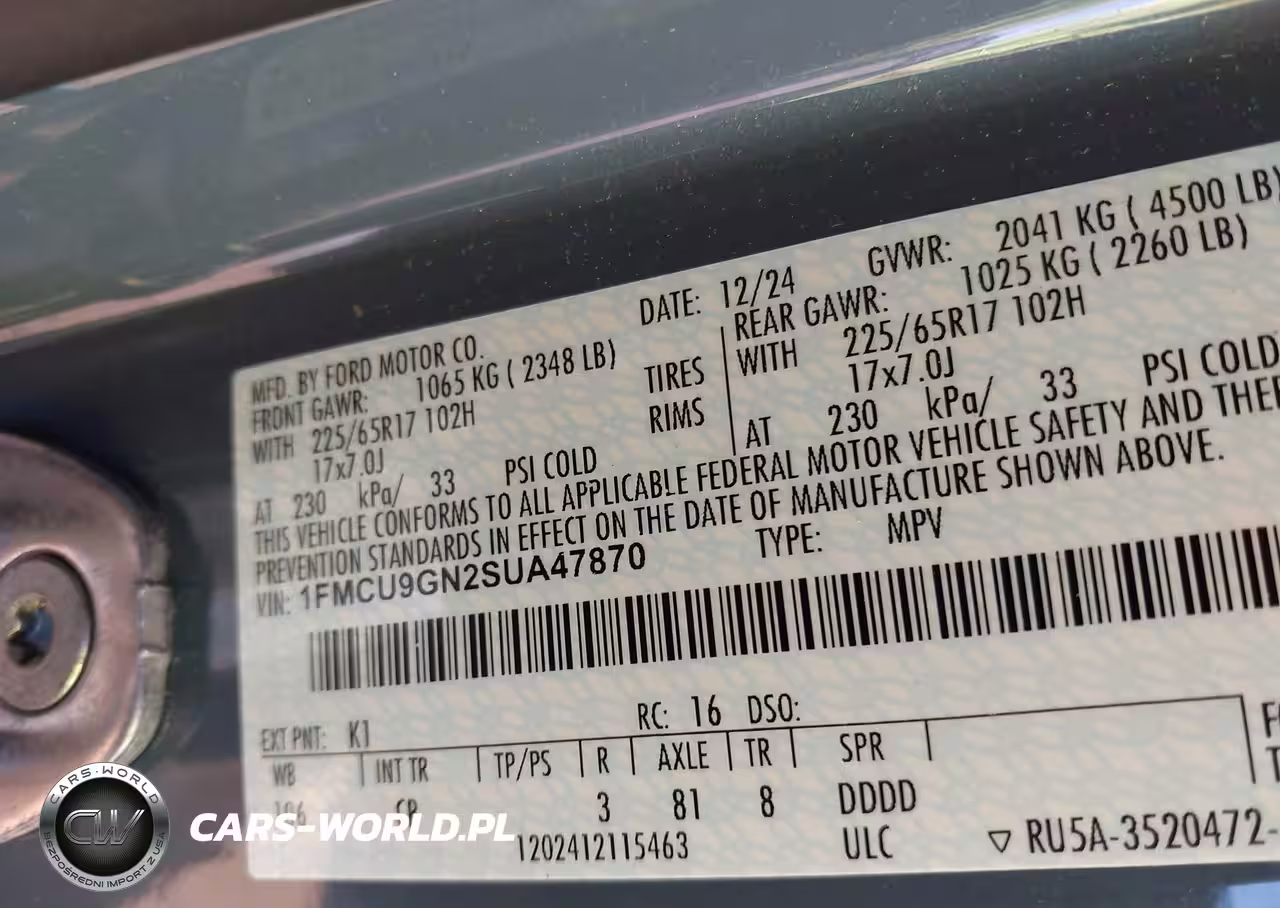 DATE: 12/24 GVWR: 2041 KG ( 4500 LB)
MFD. BY FORD MOTOR CO.
FRONT GAWR: 1065 KG ( 2348 LB)
WITH 225/65R17 102H TIRES
17x7.0J RIMS
AT 230 kPa/ 33 PSI COLD
REAR GAWR: 1025 KG ( 2260 LB)
WITH 225/65R17 102H
17x7.0J
AT 230 kPa/ 33 PSI COLD
THIS VEHICLE CONFORMS TO ALL APPLICABLE FEDERAL MOTOR VEHICLE SAFETY AND
PREVENTION STANDARDS IN EFFECT ON THE DATE OF MANUFACTURE SHOWN ABOVE.
VIN: 1FMCU9GN2SUA47870 TYPE: MPV
EXT PNT: K1 RC: 16 DSO:
WB INT TR TP/PS R AXLE TR SPR
106 3 81 8 DDDD
1202412115463 ULC RU5A-3520472-
CARS-WORLD
CW
BEZPOŚREDNI IMPORT Z USA
CARS-WORLD.PL